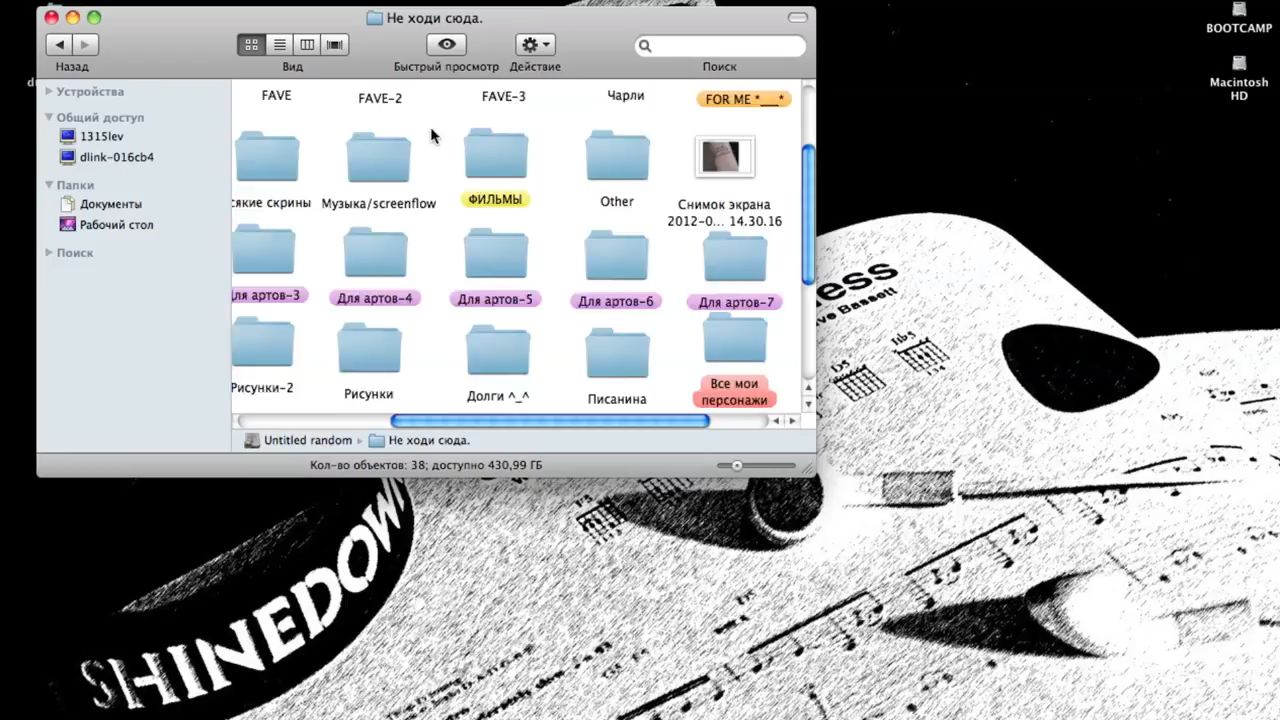 Не ходи сюда.
BOOTCAMP
Назад
Вид
Быстрый просмотр
Действие
Поиск
Macintosh
HD
Устройства
Общий доступ
1315lev
dlink-016cb4
Папки
Документы
Рабочий стол
Поиск
FAVE
FAVE-2
FAVE-3
Чарли
FOR ME *___*
сякие скрины
Музыка/screenflow
ФИЛЬМЫ
Other
Снимок экрана
2012-0... 14.30.16
Для артов-3
Для артов-4
Для артов-5
Для артов-6
Для артов-7
Рисунки-2
Рисунки
Долги ^_^
Писанина
Все мои
персонажи
Untitled random
Не ходи сюда.
Кол-во объектов: 38; доступно 430,99 ГБ
ess
ve Bassett
SHINEDOWN